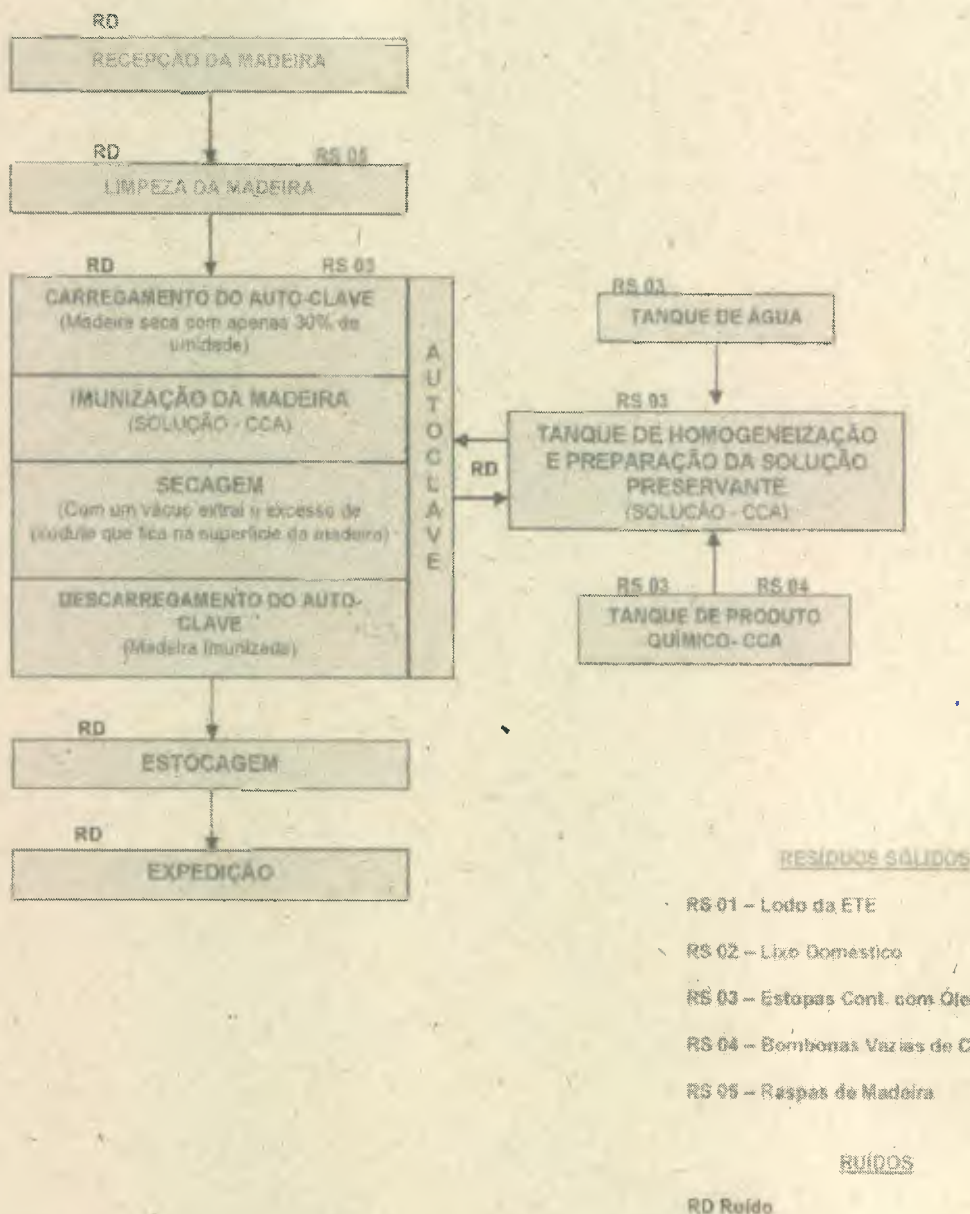 RD
RECEPÇÃO DA MADEIRA
RD
RS 05
LIMPEZA DA MADEIRA
RD
RS 03
CARREGAMENTO DO AUTO-CLAVE
(Madeira seca com apenas 30% de
umidade)
IMUNIZAÇÃO DA MADEIRA
(SOLUÇÃO - CCA)
SECAGEM
(Com um vácuo extrai o excesso de
produto que fica na superfície da madeira)
DESCARREGAMENTO DO AUTO-
CLAVE
(Madeira Imunizada)
AUTOCLAVE
RD
RS 03
TANQUE DE ÁGUA
RS 03
TANQUE DE HOMOGENEIZAÇÃO
E PREPARAÇÃO DA SOLUÇÃO
PRESERVANTE
(SOLUCÃO - CCA)
RS 03
RS 04
TANQUE DE PRODUTO
QUÍMICO- CCA
RD
ESTOCAGEM
RD
EXPEDIÇÃO
RESÍDUOS SÓLIDOS
RS 01 – Lodo da ETE
RS 02 – Lixo Domestico
RS 03 – Estopas Cont. com Óle
RS 04 – Bombonas Vazias de C
RS 05 – Raspas de Madeira
RUÍDOS
RD Ruído